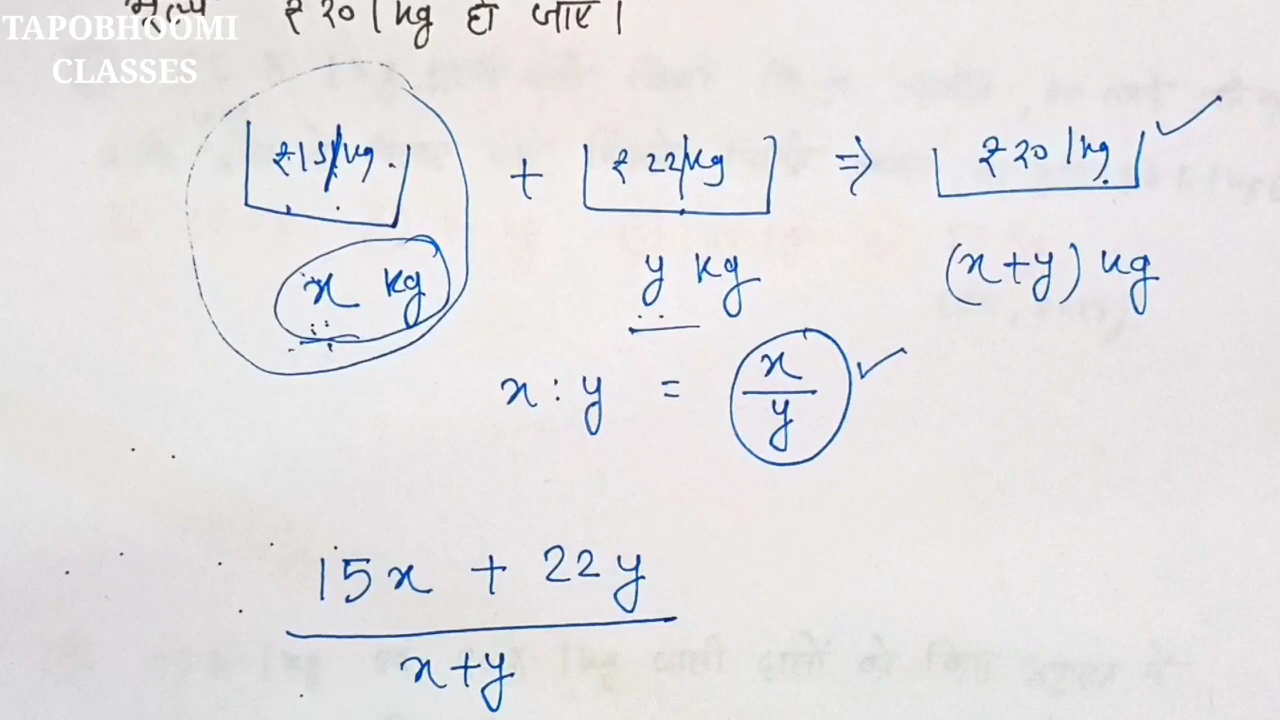 मूल्य ₹20/kg हो जाए।
TAPOBHOOMI
CLASSES
₹15/kg. + ₹22/kg ⇒ ₹20/kg
x kg y kg (x+y) kg
x : y = x/y
15x + 22y
x+y